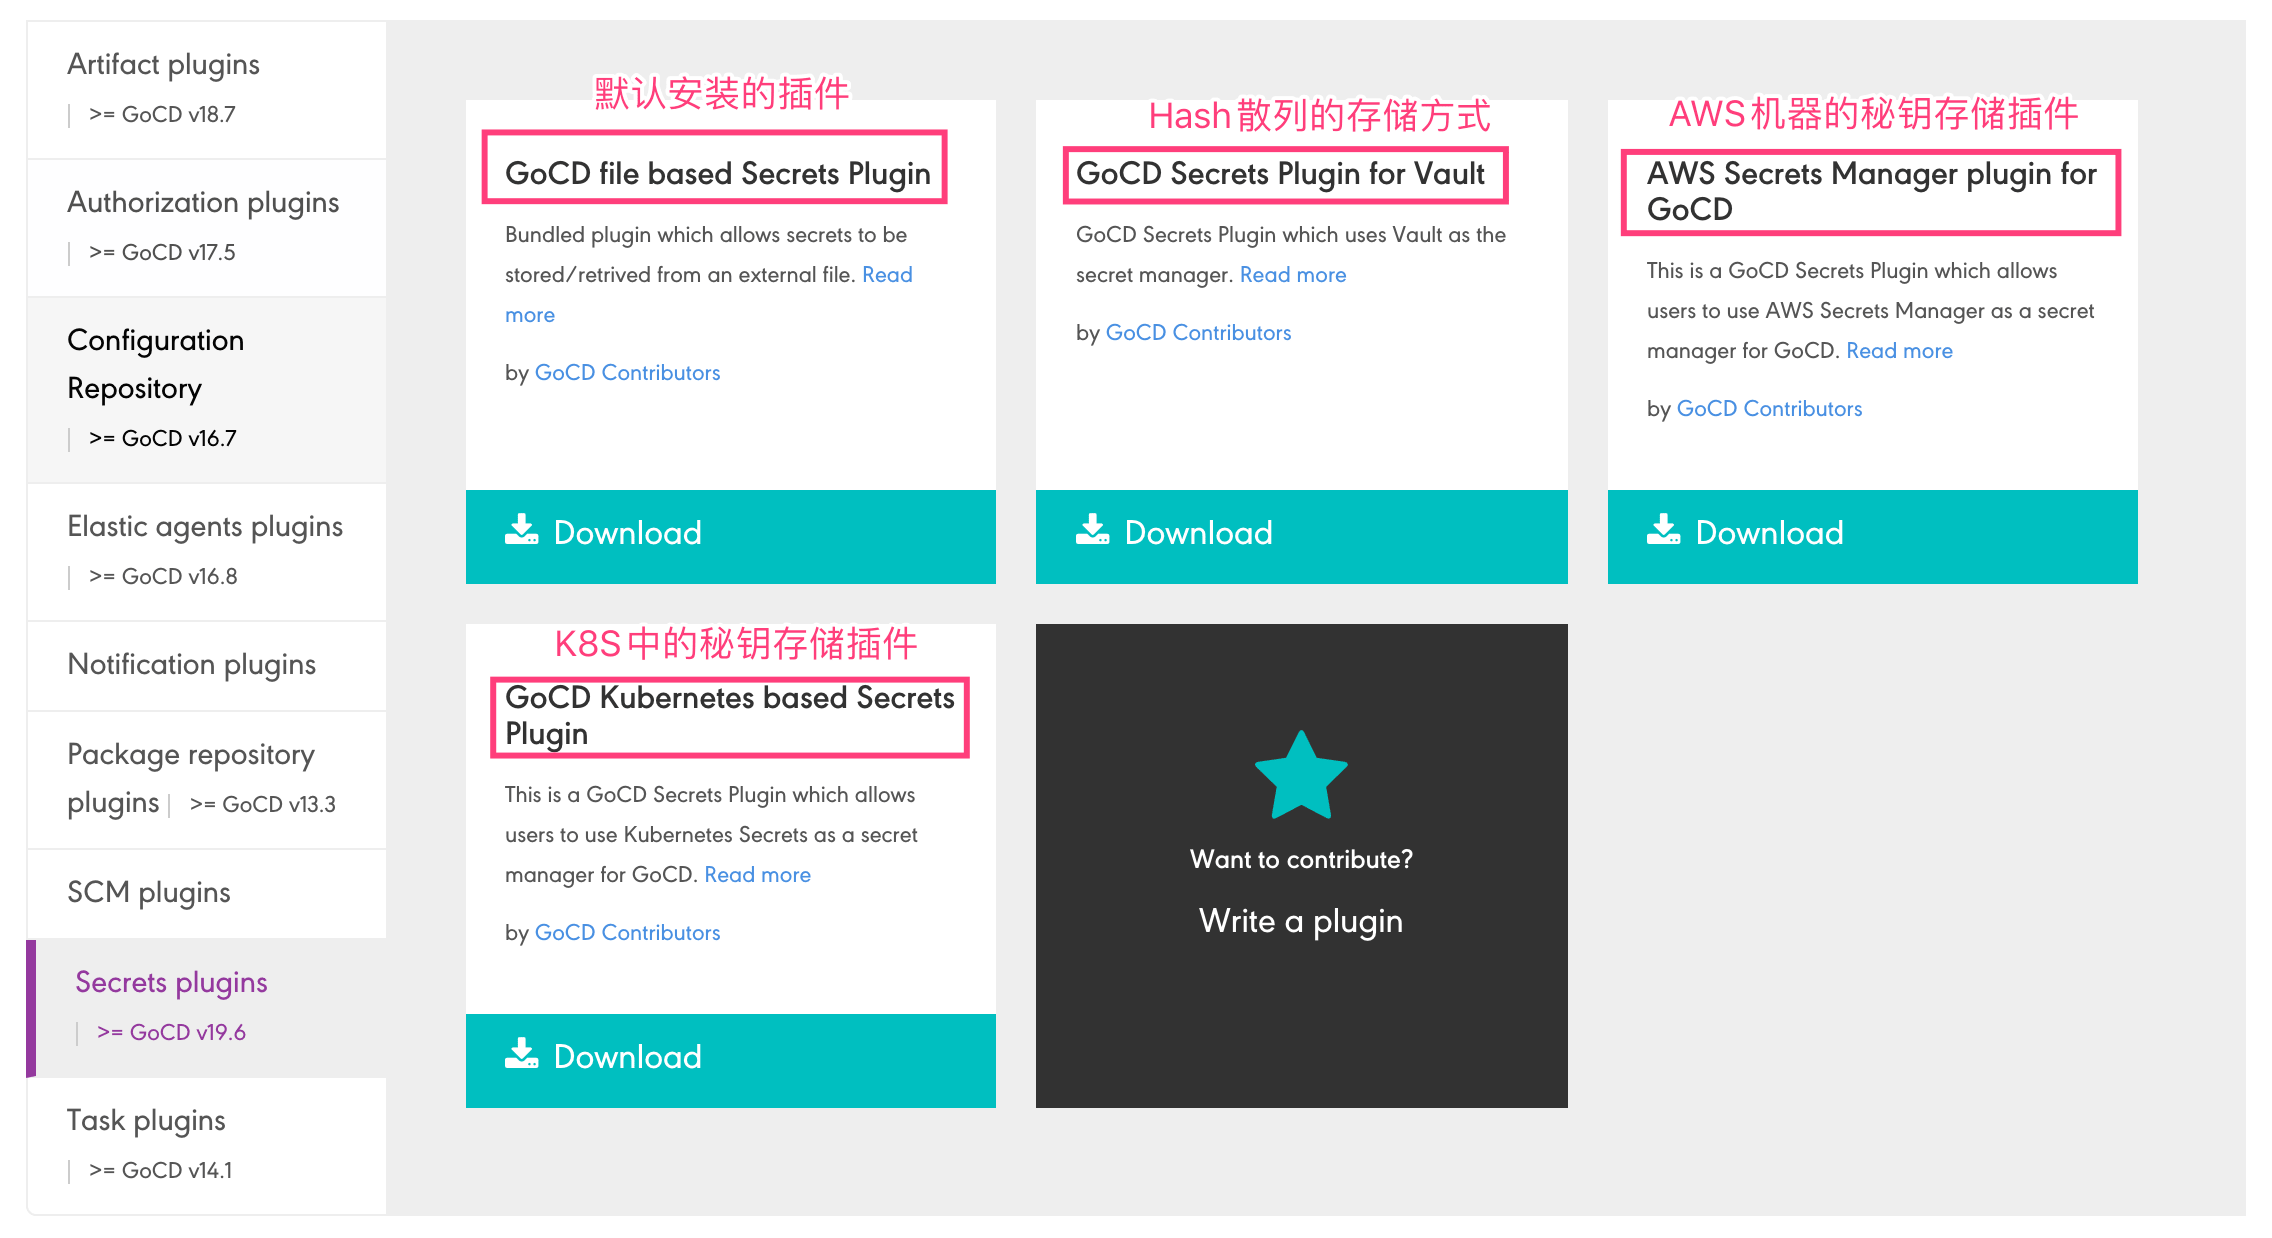 Artifact plugins
>= GoCD v18.7
Authorization plugins
>= GoCD v17.5
Configuration
Repository
>= GoCD v16.7
Elastic agents plugins
>= GoCD v16.8
Notification plugins
Package repository
plugins >= GoCD v13.3
SCM plugins
Secrets plugins
>= GoCD v19.6
Task plugins
>= GoCD v14.1
默认安装的插件
GoCD file based Secrets Plugin
Bundled plugin which allows secrets to be
stored/retrived from an external file. Read
more
by GoCD Contributors
Download
Hash散列的存储方式
GoCD Secrets Plugin for Vault
GoCD Secrets Plugin which uses Vault as the
secret manager. Read more
by GoCD Contributors
Download
AWS机器的秘钥存储插件
AWS Secrets Manager plugin for
GoCD
This is a GoCD Secrets Plugin which allows
users to use AWS Secrets Manager as a secret
manager for GoCD. Read more
by GoCD Contributors
Download
K8S中的秘钥存储插件
GoCD Kubernetes based Secrets
Plugin
This is a GoCD Secrets Plugin which allows
users to use Kubernetes Secrets as a secret
manager for GoCD. Read more
by GoCD Contributors
Download
Want to contribute?
Write a plugin